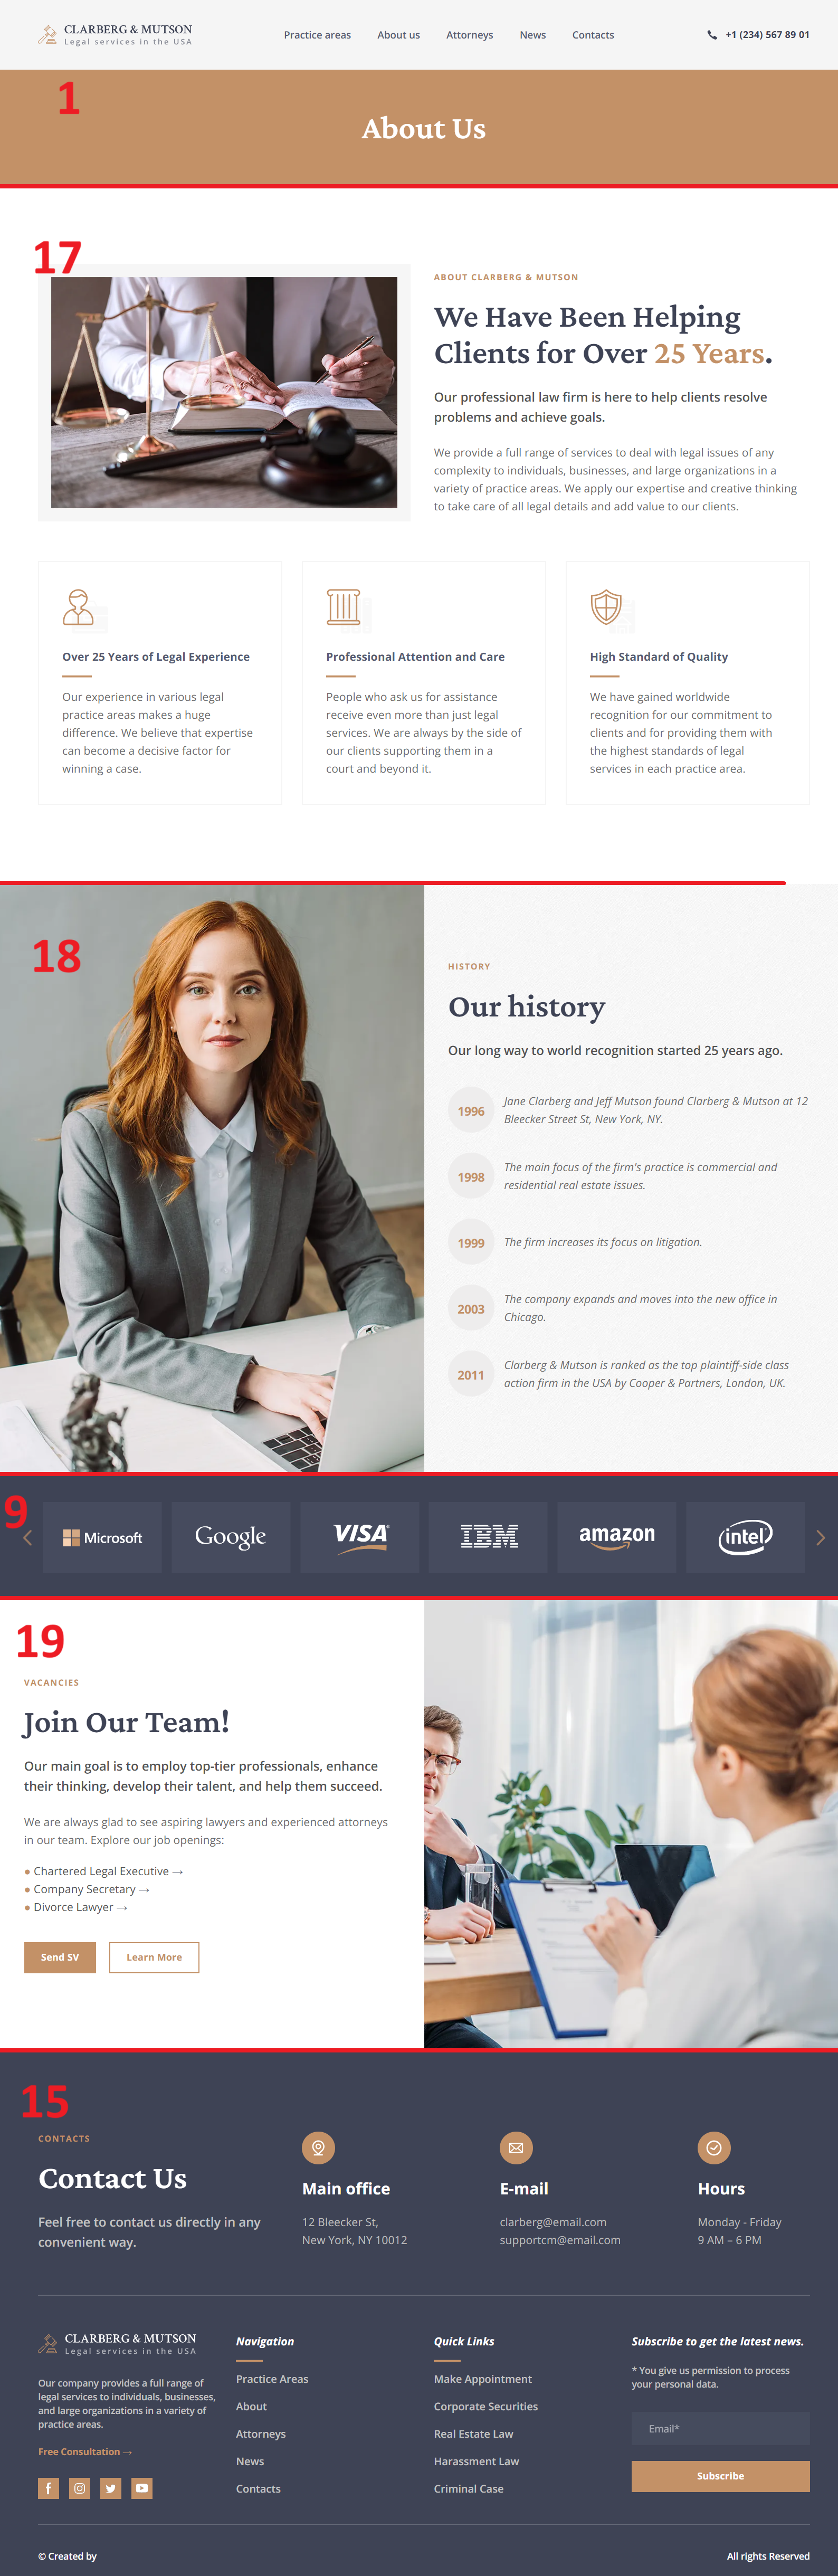 CLARBERG & MUTSON
Legal services in the USA
Practice areas
About us
Attorneys
News
Contacts
+1 (234) 567 89 01
1
About Us
17
ABOUT CLARBERG & MUTSON
We Have Been Helping
Clients for Over 25 Years.
Our professional law firm is here to help clients resolve
problems and achieve goals.
We provide a full range of services to deal with legal issues of any
complexity to individuals, businesses, and large organizations in a
variety of practice areas. We apply our expertise and creative thinking
to take care of all legal details and add value to our clients.
Over 25 Years of Legal Experience
Our experience in various legal
practice areas makes a huge
difference. We believe that expertise
can become a decisive factor for
winning a case.
Professional Attention and Care
People who ask us for assistance
receive even more than just legal
services. We are always by the side of
our clients supporting them in a
court and beyond it.
High Standard of Quality
We have gained worldwide
recognition for our commitment to
clients and for providing them with
the highest standards of legal
services in each practice area.
18
HISTORY
Our history
Our long way to world recognition started 25 years ago.
1996
Jane Clarberg and Jeff Mutson found Clarberg & Mutson at 12
Bleecker Street St, New York, NY.
1998
The main focus of the firm's practice is commercial and
residential real estate issues.
1999
The firm increases its focus on litigation.
2003
The company expands and moves into the new office in
Chicago.
2011
Clarberg & Mutson is ranked as the top plaintiff-side class
action firm in the USA by Cooper & Partners, London, UK.
9
Microsoft
Google
VISA
IBM
amazon
intel
19
VACANCIES
Join Our Team!
Our main goal is to employ top-tier professionals, enhance
their thinking, develop their talent, and help them succeed.
We are always glad to see aspiring lawyers and experienced attorneys
in our team. Explore our job openings:
• Chartered Legal Executive →
• Company Secretary →
• Divorce Lawyer →
Send SV
Learn More
15
CONTACTS
Contact Us
Feel free to contact us directly in any
convenient way.
Main office
12 Bleecker St,
New York, NY 10012
E-mail
clarberg@email.com
supportcm@email.com
Hours
Monday - Friday
9 AM – 6 PM
CLARBERG & MUTSON
Legal services in the USA
Our company provides a full range of
legal services to individuals, businesses,
and large organizations in a variety of
practice areas.
Free Consultation →
Navigation
Practice Areas
About
Attorneys
News
Contacts
Quick Links
Make Appointment
Corporate Securities
Real Estate Law
Harassment Law
Criminal Case
Subscribe to get the latest news.
* You give us permission to process
your personal data.
Email*
Subscribe
© Created by
All rights Reserved